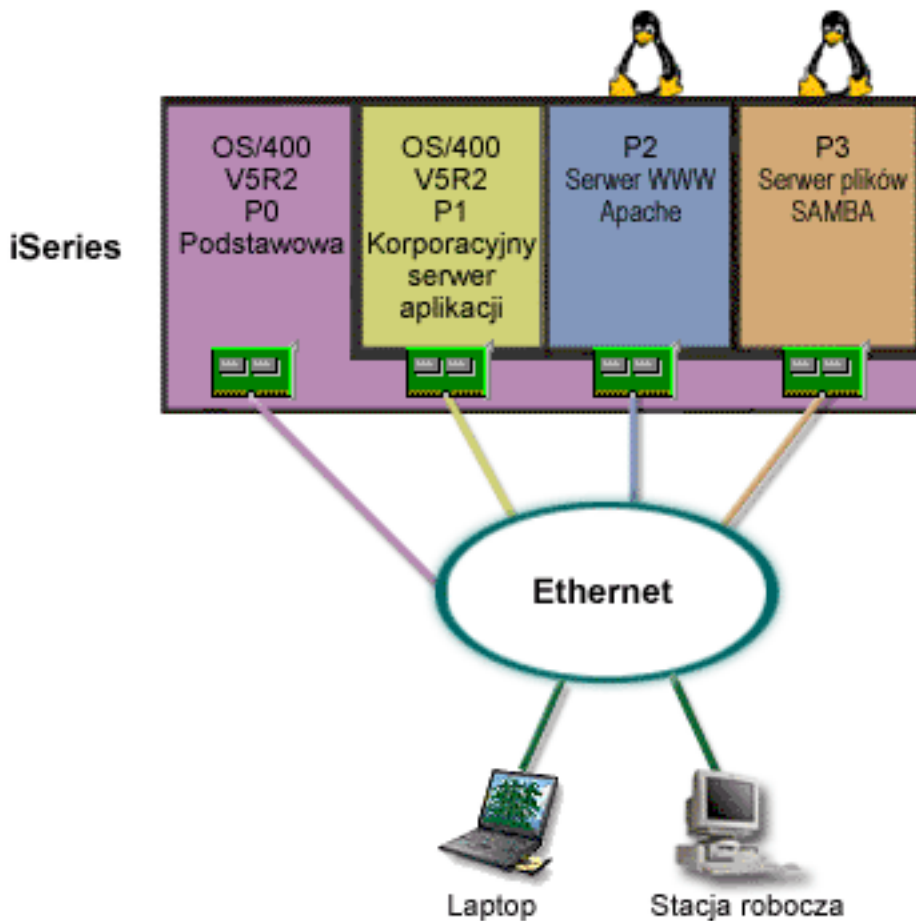 iSeries
OS/400
V5R2
P0
Podstawowa
OS/400
V5R2
P1
Korporacyjny
serwer
aplikacji
P2
Serwer WWW
Apache
P3
Serwer plików
SAMBA
Ethernet
Laptop
Stacja robocza